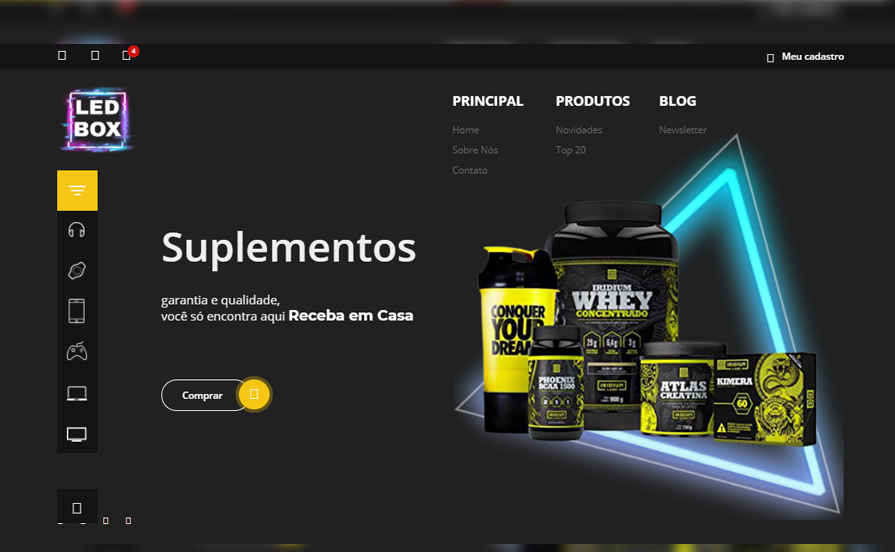 4
Meu cadastro
LED
BOX
PRINCIPAL
PRODUTOS
BLOG
Home
Novidades
Newsletter
Sobre Nós
Top 20
Contato
Suplementos
garantia e qualidade,
você só encontra aqui Receba em Casa
Comprar
CONQUER
YOUR
DREAM
IRIDIUM
WHEY
CONCENTRADO
900 g
PHOENIX
BCAA 1500
ATLAS
CREATINA
KIMERA
60